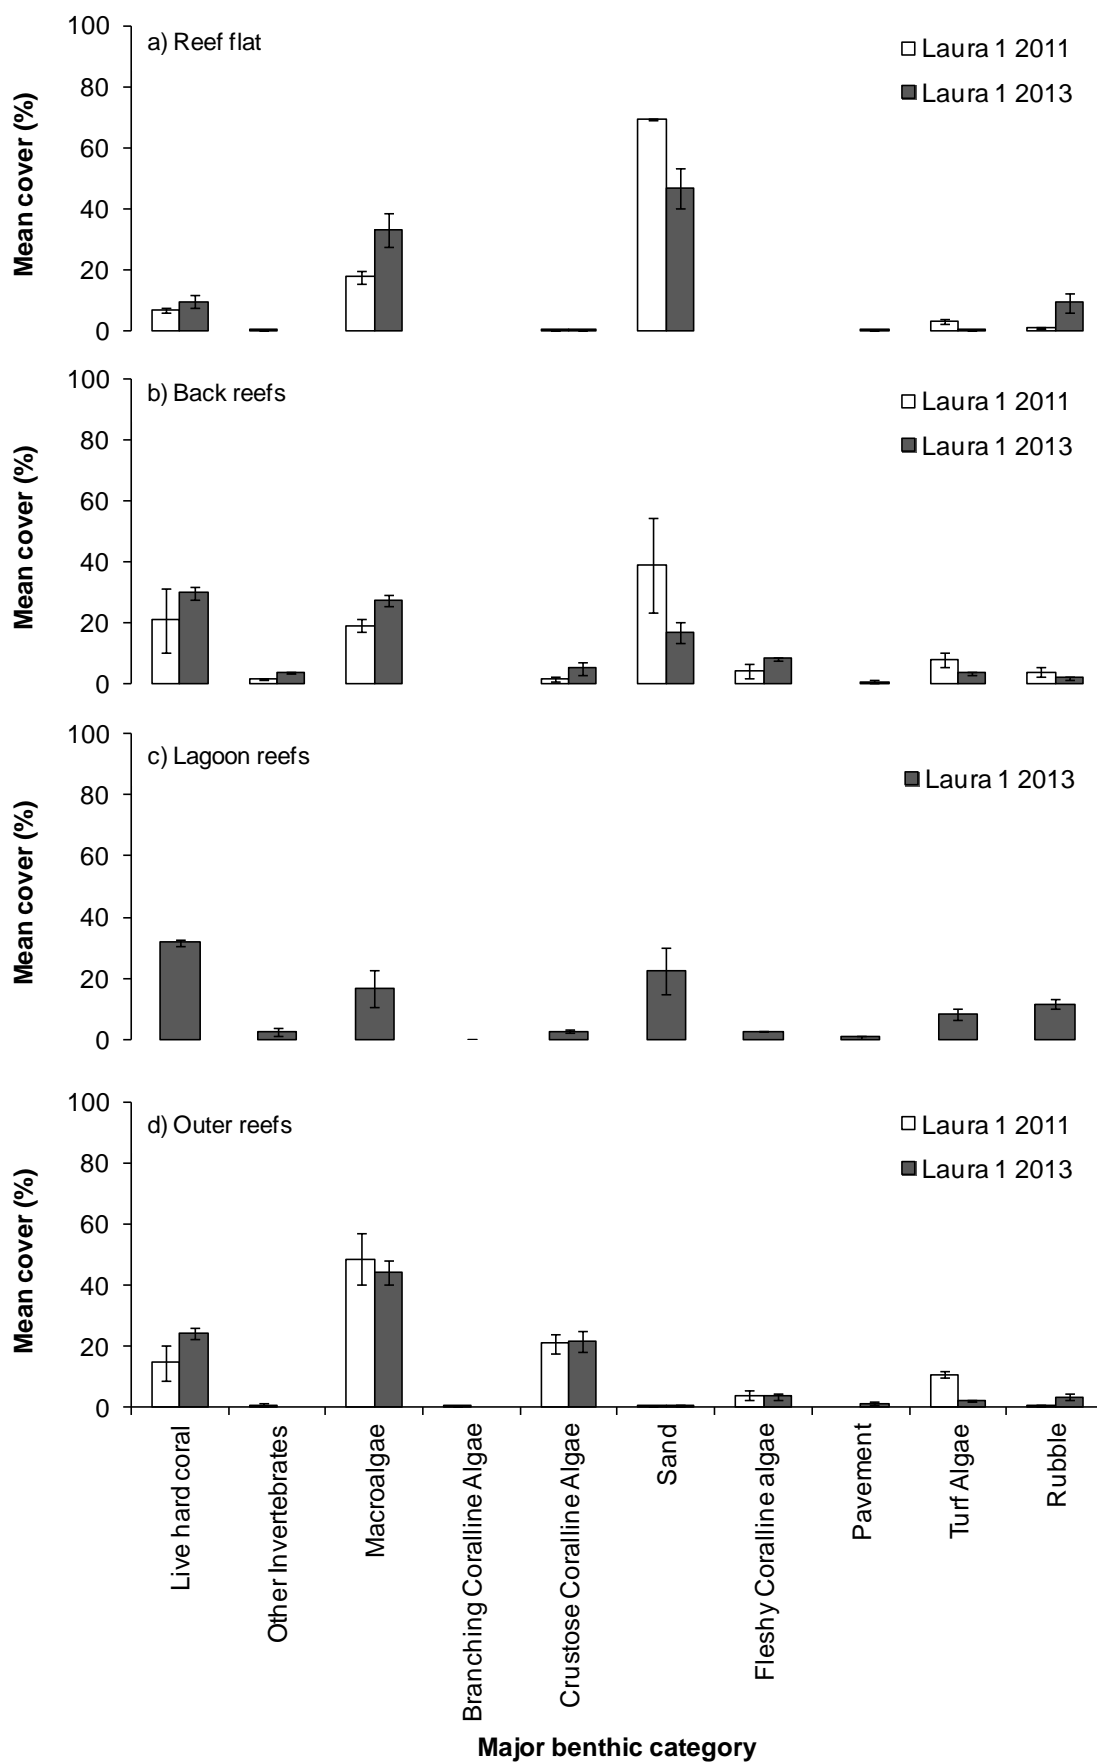 100
80
60
40
20
0
Mean cover (%)
a) Reef flat
Laura 1 2011
Laura 1 2013
100
80
60
40
20
0
Mean cover (%)
b) Back reefs
Laura 1 2011
Laura 1 2013
100
80
60
40
20
0
Mean cover (%)
c) Lagoon reefs
Laura 1 2013
100
80
60
40
20
0
Mean cover (%)
d) Outer reefs
Laura 1 2011
Laura 1 2013
Live hard coral
Other Invertebrates
Macroalgae
Branching Coralline Algae
Crustose Coralline Algae
Sand
Fleshy Coralline algae
Pavement
Turf Algae
Rubble
Major benthic category